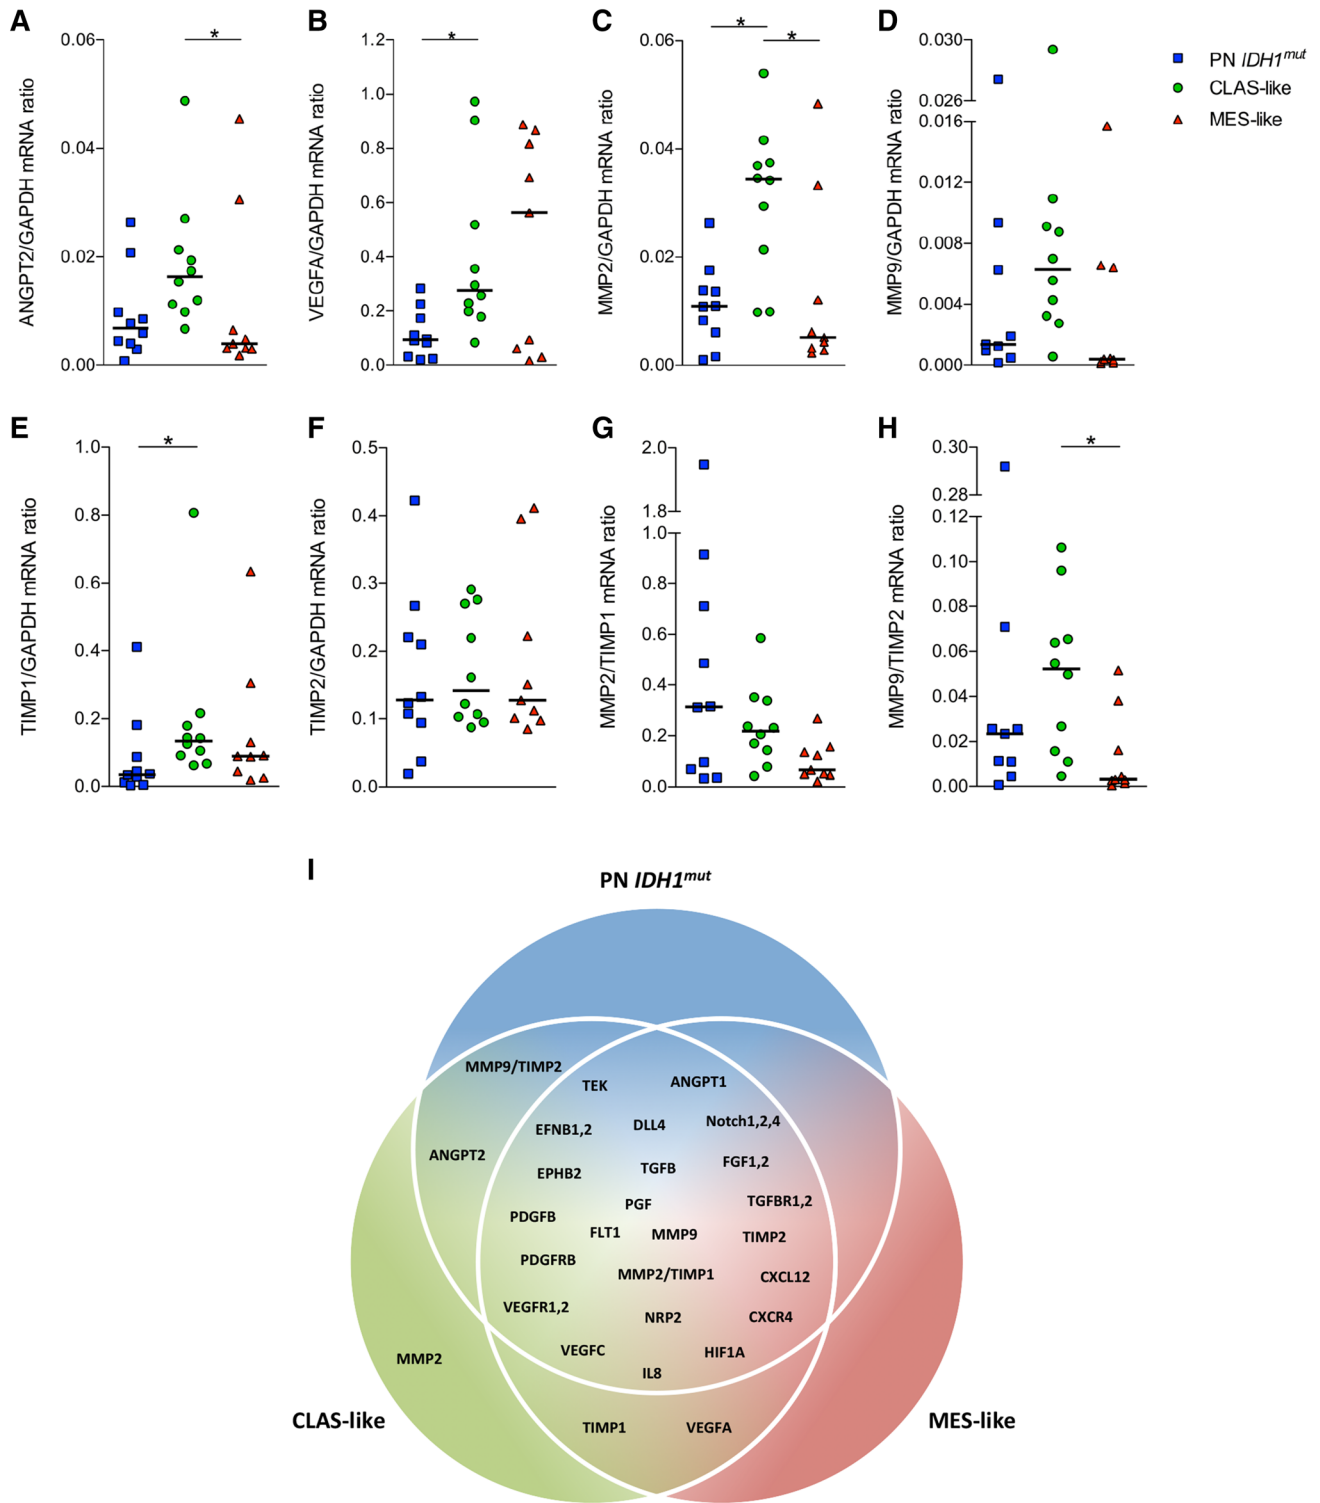 A
ANGPT2/GAPDH mRNA ratio
0.06
0.04
0.02
0.00
*
B
VEGFA/GAPDH mRNA ratio
1.2
1.0
0.8
0.6
0.4
0.2
0.0
*
C
MMP2/GAPDH mRNA ratio
0.06
0.04
0.02
0.00
*
*
D
MMP9/GAPDH mRNA ratio
0.030
0.026
0.016
0.012
0.008
0.004
0.000
PN IDH1mut
CLAS-like
MES-like
E
TIMP1/GAPDH mRNA ratio
1.0
0.8
0.6
0.4
0.2
0.0
*
F
TIMP2/GAPDH mRNA ratio
0.5
0.4
0.3
0.2
0.1
0.0
G
MMP2/TIMP1 mRNA ratio
2.0
1.8
1.0
0.8
0.6
0.4
0.2
0.0
H
MMP9/TIMP2 mRNA ratio
0.30
0.28
0.12
0.10
0.08
0.06
0.04
0.02
0.00
*
I
PN IDH1mut
MMP9/TIMP2
TEK
ANGPT1
EFNB1,2
DLL4
Notch1,2,4
ANGPT2
EPHB2
TGFB
FGF1,2
PGF
TGFBR1,2
PDGFB
FLT1
MMP9
TIMP2
PDGFRB
MMP2/TIMP1
CXCL12
VEGFR1,2
NRP2
CXCR4
VEGFC
HIF1A
MMP2
IL8
CLAS-like
TIMP1
VEGFA
MES-like